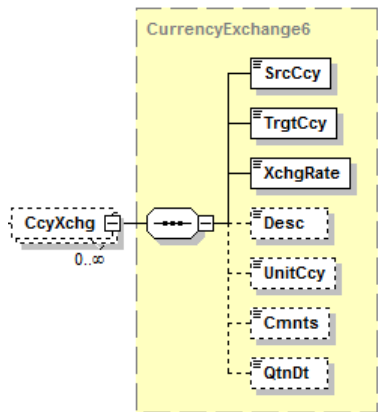 CurrencyExchange6
SrcCcy
TrgtCcy
XchgRate
CcyXchg
0..∞
Desc
UnitCcy
Cmnts
QtnDt